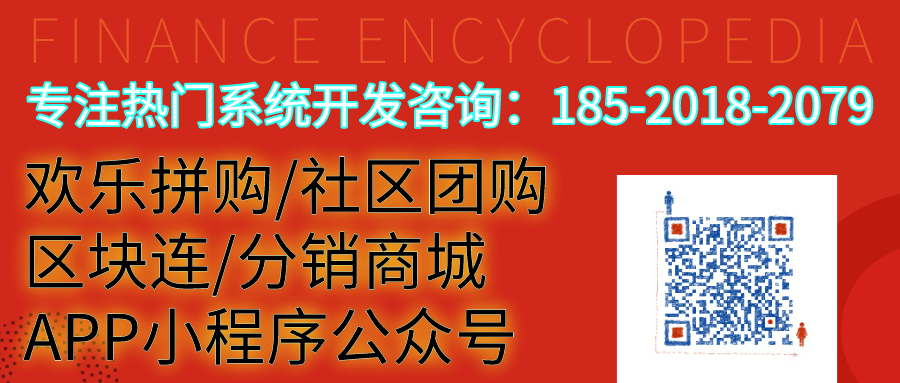 FINANCE ENCYCLOPEDIA
专注热门系统开发咨询：185-2018-2079
欢乐拼购/社区团购
区块连/分销商城
APP小程序公众号